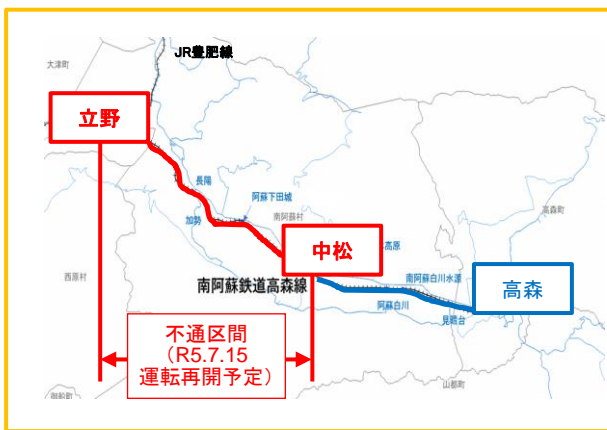 JR豊肥線
大津町
立野
長陽
阿蘇下田城
加勢
南阿蘇村
高森町
中松
高原
西原村
南阿蘇白川水源
南阿蘇鉄道高森線
高森
阿蘇白川
見晴台
不通区間
(R5.7.15
運転再開予定)
山都町
御船町